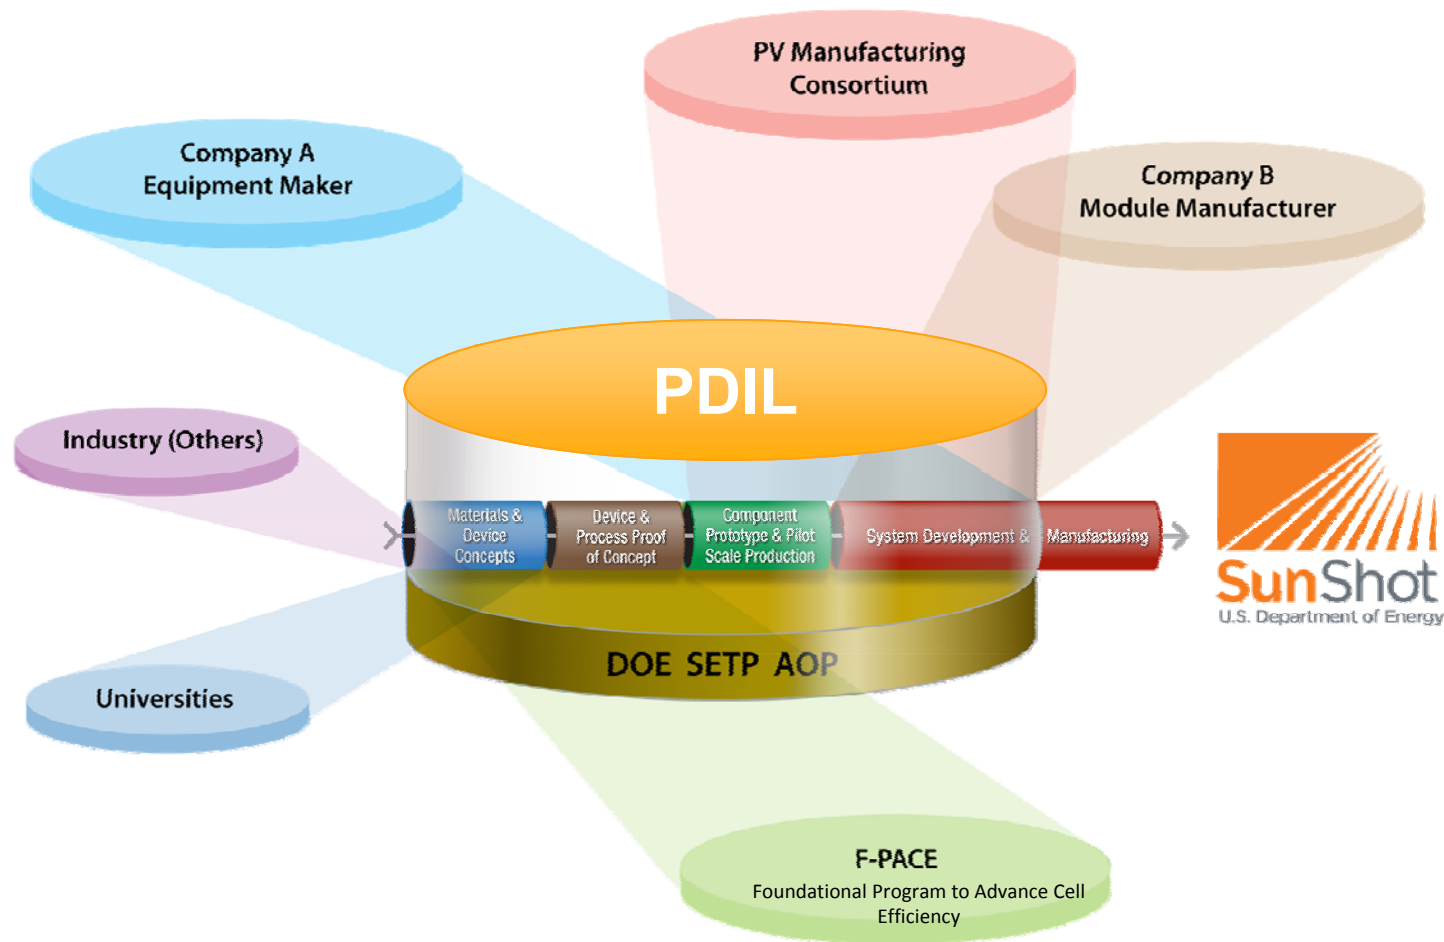 PV Manufacturing
Consortium
Company A
Equipment Maker
Company B
Module Manufacturer
PDIL
Industry (Others)
Materials &
Device
Concepts
Device &
Process Proof
of Concept
Component
Prototype & Pilot
Scale Production
System Development &
Manufacturing
SunShot
U.S. Department of Energy
DOE SETP AOP
Universities
F-PACE
Foundational Program to Advance Cell
Efficiency